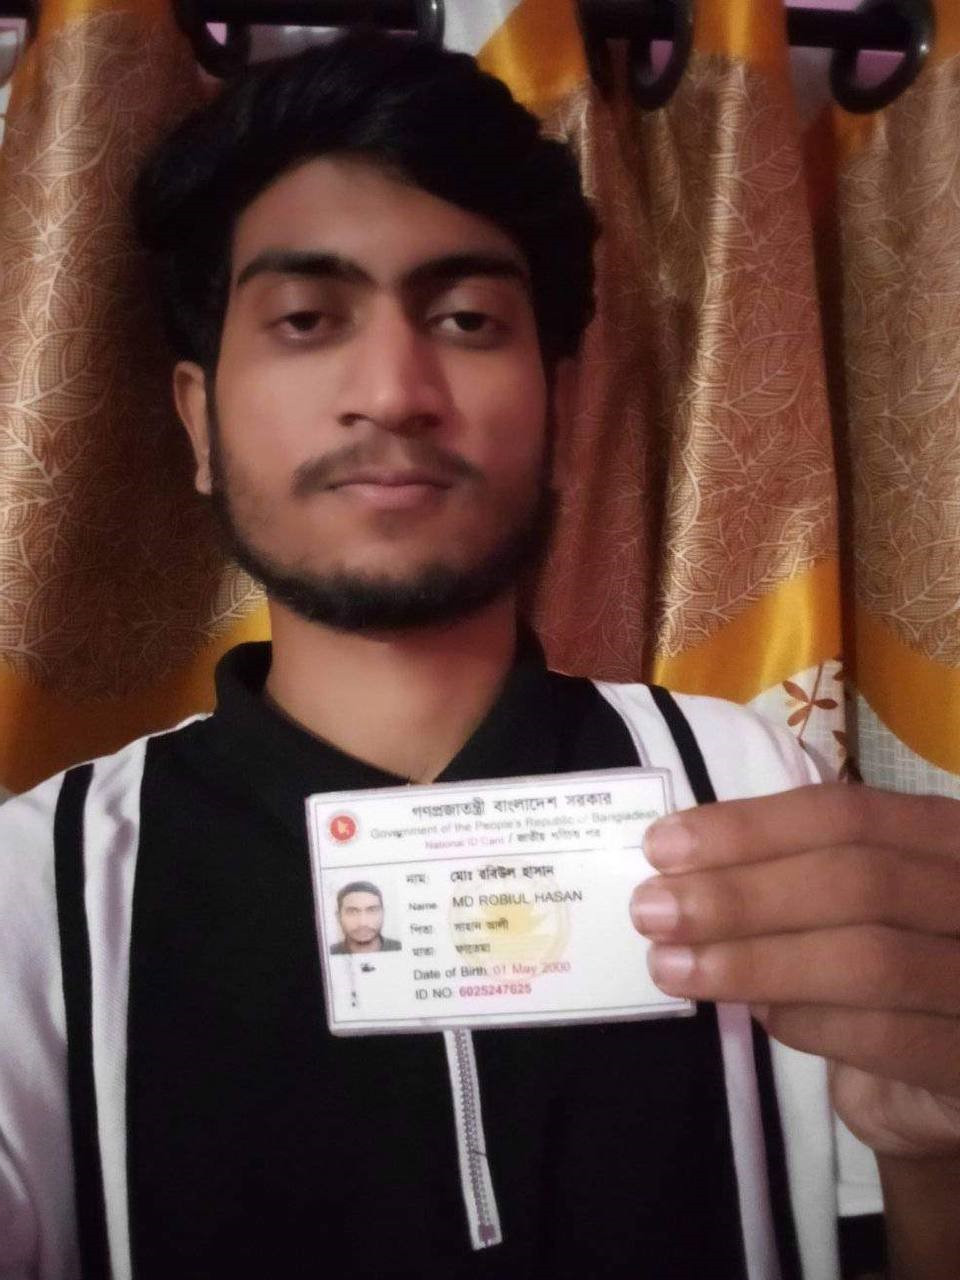 গণপ্রজাতন্ত্রী বাংলাদেশ সরকার
Government of the People's Republic of Bangladesh
National ID Card / জাতীয় পরিচয় পত্র
নাম: মোঃ রবিউল হাসান
Name: MD ROBIUL HASAN
পিতা: আলী
মাতা: ফাতেমা
Date of Birth: 01 May 2000
ID NO: 6025247625